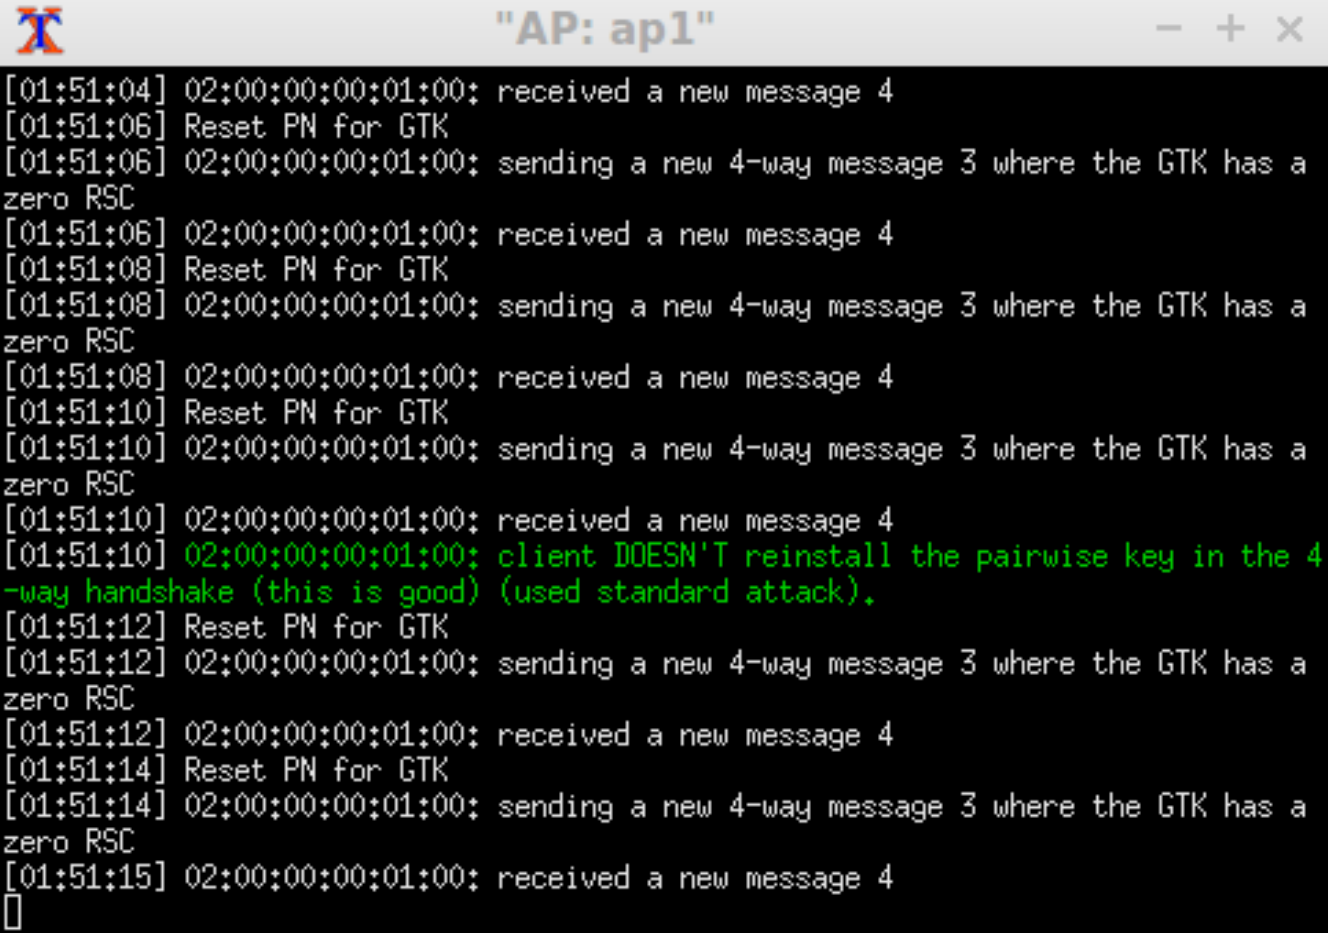 "AP: ap1"
[01:51:04] 02:00:00:00:01:00: received a new message 4
[01:51:06] Reset PN for GTK
[01:51:06] 02:00:00:00:01:00: sending a new 4-way message 3 where the GTK has a
zero RSC
[01:51:06] 02:00:00:00:01:00: received a new message 4
[01:51:08] Reset PN for GTK
[01:51:08] 02:00:00:00:01:00: sending a new 4-way message 3 where the GTK has a
zero RSC
[01:51:08] 02:00:00:00:01:00: received a new message 4
[01:51:10] Reset PN for GTK
[01:51:10] 02:00:00:00:01:00: sending a new 4-way message 3 where the GTK has a
zero RSC
[01:51:10] 02:00:00:00:01:00: received a new message 4
[01:51:10] 02:00:00:00:01:00: client DOESN'T reinstall the pairwise key in the 4
-way handshake (this is good) (used standard attack).
[01:51:12] Reset PN for GTK
[01:51:12] 02:00:00:00:01:00: sending a new 4-way message 3 where the GTK has a
zero RSC
[01:51:12] 02:00:00:00:01:00: received a new message 4
[01:51:14] Reset PN for GTK
[01:51:14] 02:00:00:00:01:00: sending a new 4-way message 3 where the GTK has a
zero RSC
[01:51:15] 02:00:00:00:01:00: received a new message 4